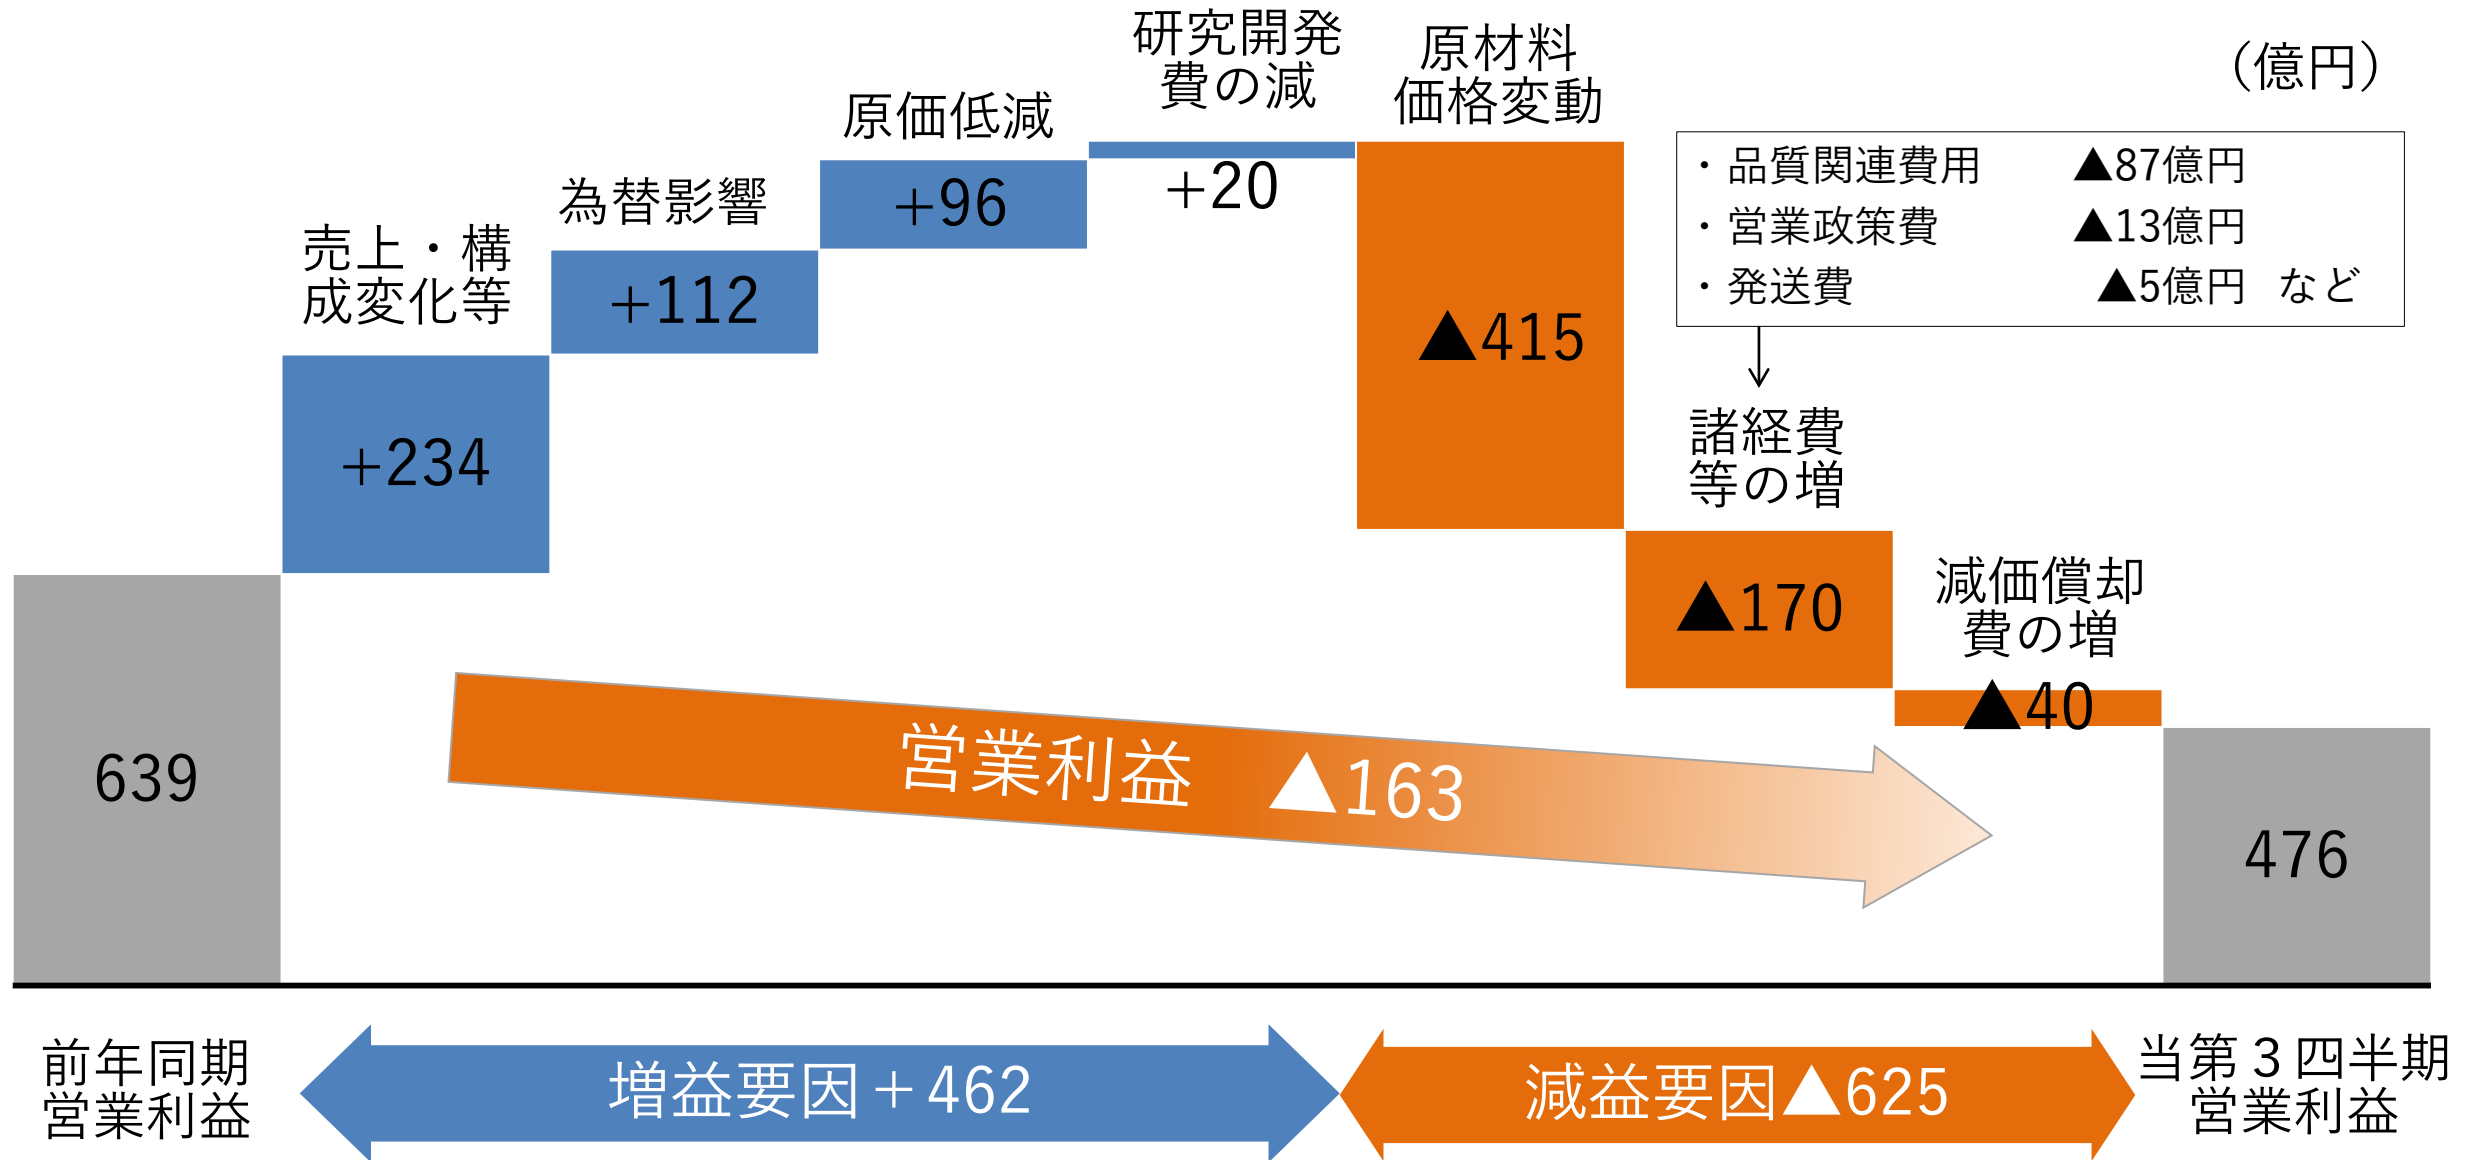 （億円）
売上・構
成変化等
為替影響
原価低減
研究開発
費の減
原材料
価格変動
・品質関連費用 ▲87億円
・営業政策費 ▲13億円
・発送費 ▲5億円 など
諸経費
等の増
減価償却
費の増
639
+234
+112
+96
+20
▲415
▲170
▲40
476
営業利益 ▲163
前年同期
営業利益
増益要因＋462
減益要因▲625
当第３四半期
営業利益